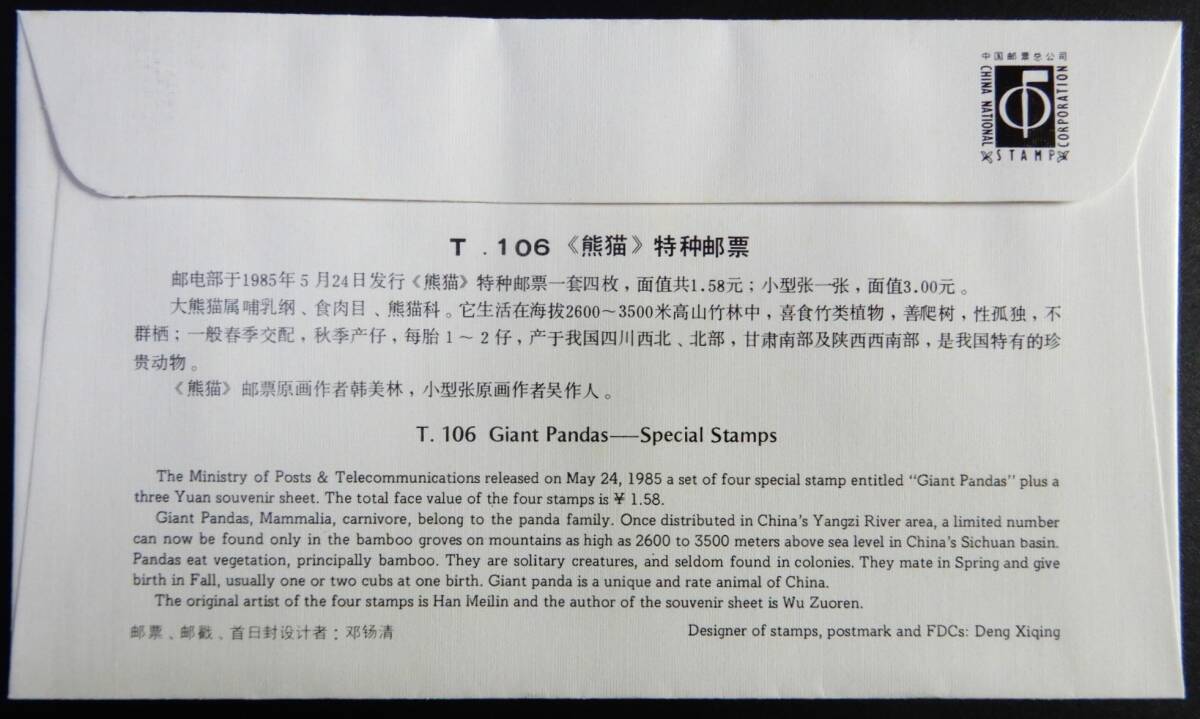 中国邮票总公司
CHINA NATIONAL
STAMP
CORPORATION
T.106《熊猫》特种邮票
邮电部于1985年5月24日发行《熊猫》特种邮票一套四枚，面值共1.58元；小型张一张，面值3.00元。
大熊猫属哺乳纲、食肉目、熊猫科。它生活在海拔2600~3500米高山竹林中，喜食竹类植物，善爬树，性孤独，不
群栖；一般春季交配，秋季产仔，每胎1~2仔，产于我国四川西北、北部，甘肃南部及陕西西南部，是我国特有的珍
贵动物。
《熊猫》邮票原画作者韩美林，小型张原画作者吴作人。
T. 106 Giant Pandas—Special Stamps
The Ministry of Posts & Telecommunications released on May 24, 1985 a set of four special stamp entitled "Giant Pandas" plus a
three Yuan souvenir sheet. The total face value of the four stamps is ¥ 1.58.
Giant Pandas, Mammalia, carnivore, belong to the panda family. Once distributed in China's Yangzi River area, a limited number
can now be found only in the bamboo groves on mountains as high as 2600 to 3500 meters above sea level in China's Sichuan basin.
Pandas eat vegetation, principally bamboo. They are solitary creatures, and seldom found in colonies. They mate in Spring and give
birth in Fall, usually one or two cubs at one birth. Giant panda is a unique and rate animal of China.
The original artist of the four stamps is Han Meilin and the author of the souvenir sheet is Wu Zuoren.
邮票、邮戳、首日封设计者：邓锡清
Designer of stamps, postmark and FDCs: Deng Xiqing